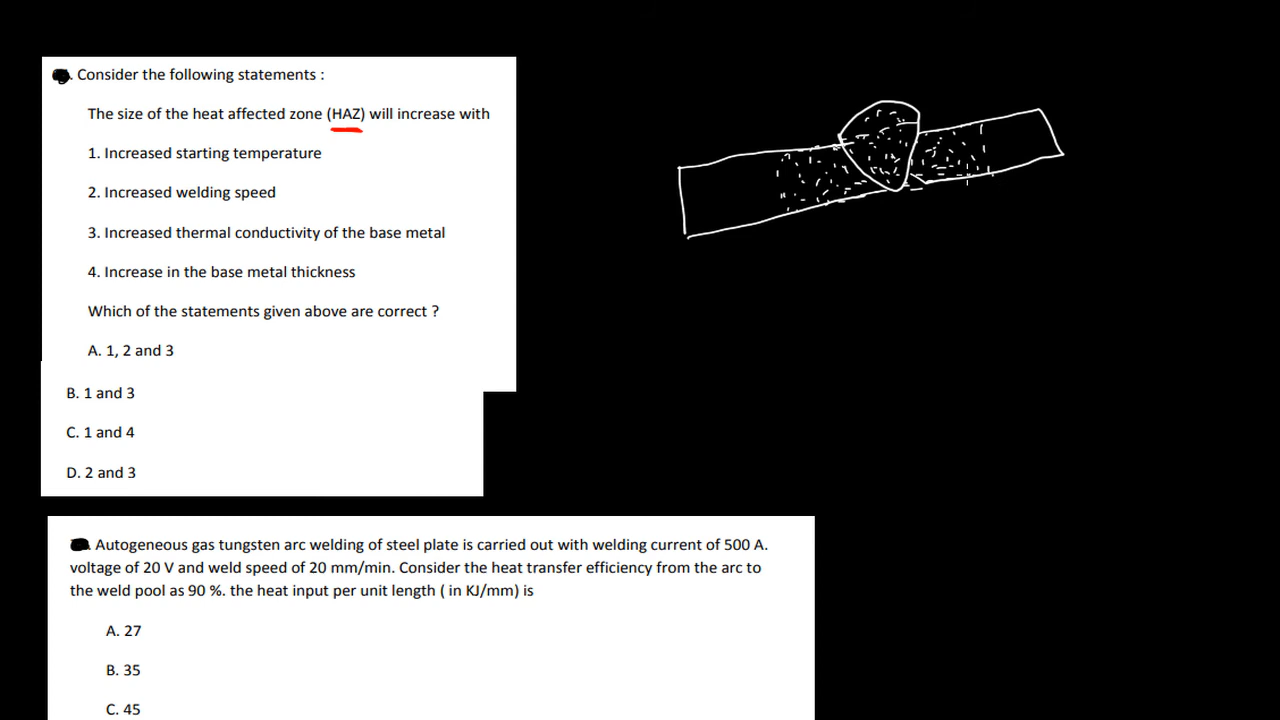 . Consider the following statements :
The size of the heat affected zone (HAZ) will increase with
1. Increased starting temperature
2. Increased welding speed
3. Increased thermal conductivity of the base metal
4. Increase in the base metal thickness
Which of the statements given above are correct ?
A. 1, 2 and 3
B. 1 and 3
C. 1 and 4
D. 2 and 3
. Autogeneous gas tungsten arc welding of steel plate is carried out with welding current of 500 A.
voltage of 20 V and weld speed of 20 mm/min. Consider the heat transfer efficiency from the arc to
the weld pool as 90 %. the heat input per unit length ( in KJ/mm) is
A. 27
B. 35
C. 45